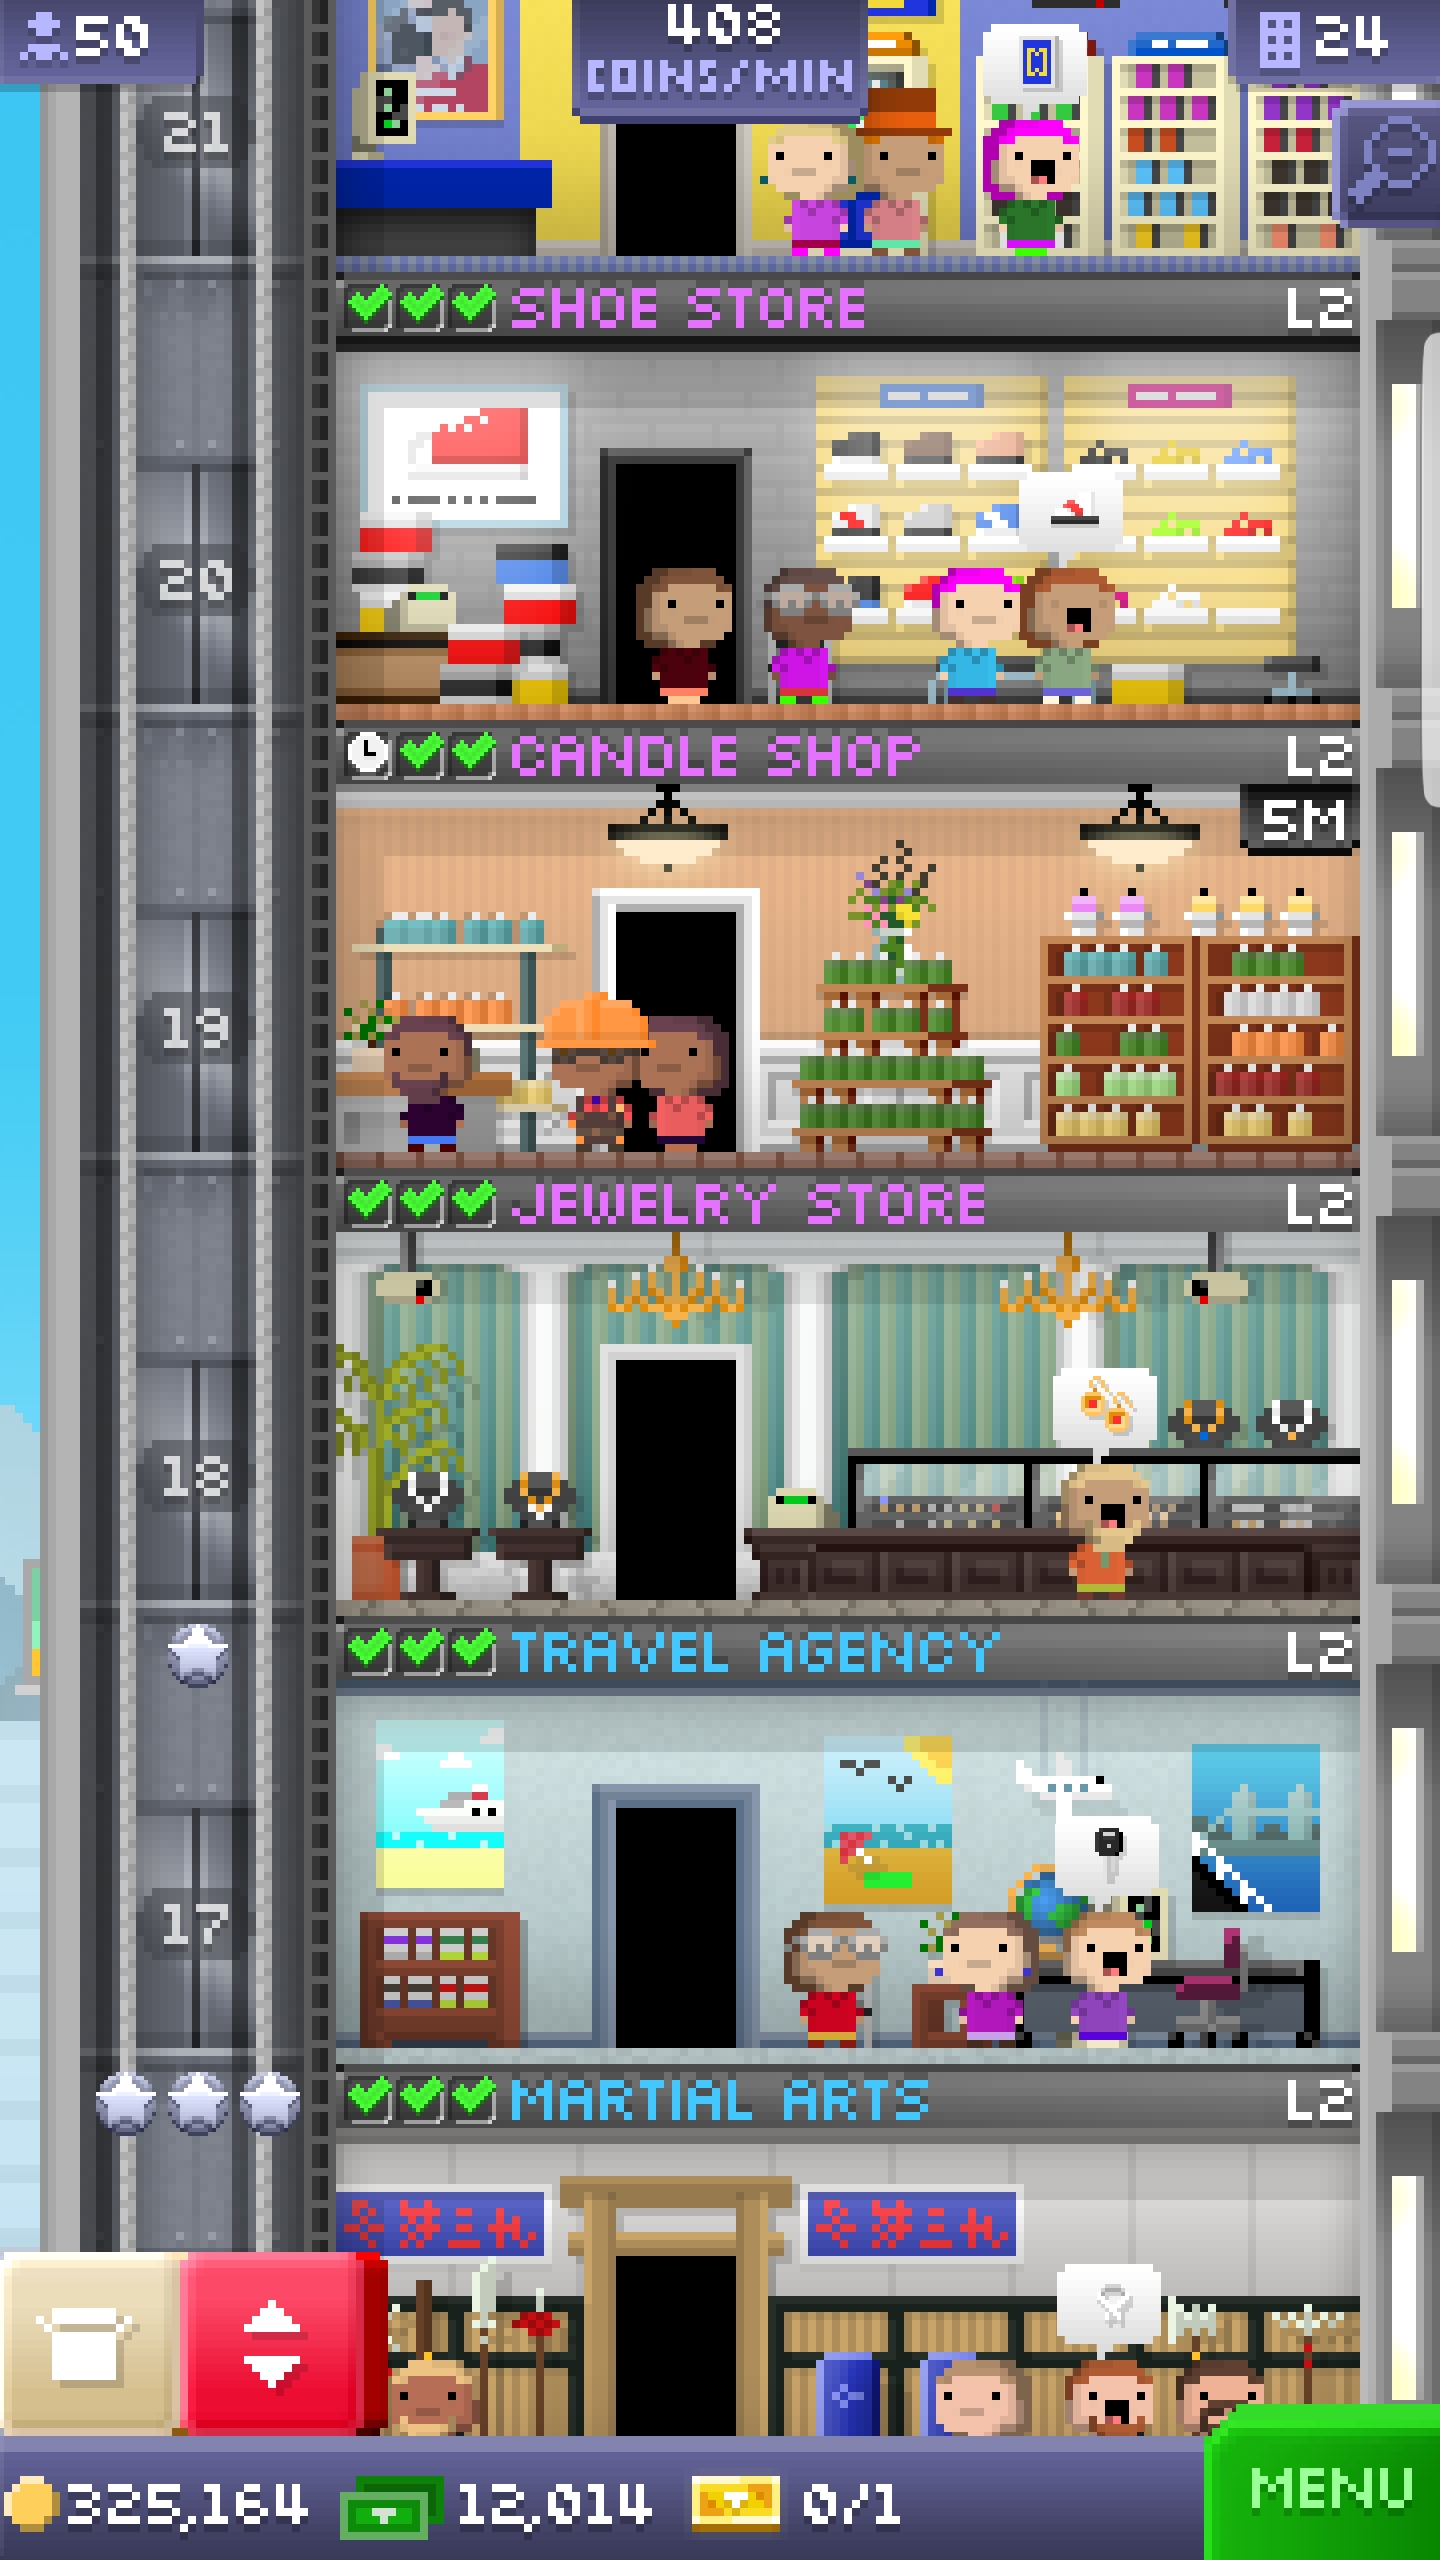 50
408
COINS/MIN
24
21
SHOE STORE L2
20
CANDLE SHOP L2
5M
19
JEWELRY STORE L2
18
TRAVEL AGENCY L2
17
MARTIAL ARTS L2
325,164 12,014 0/1
MENU